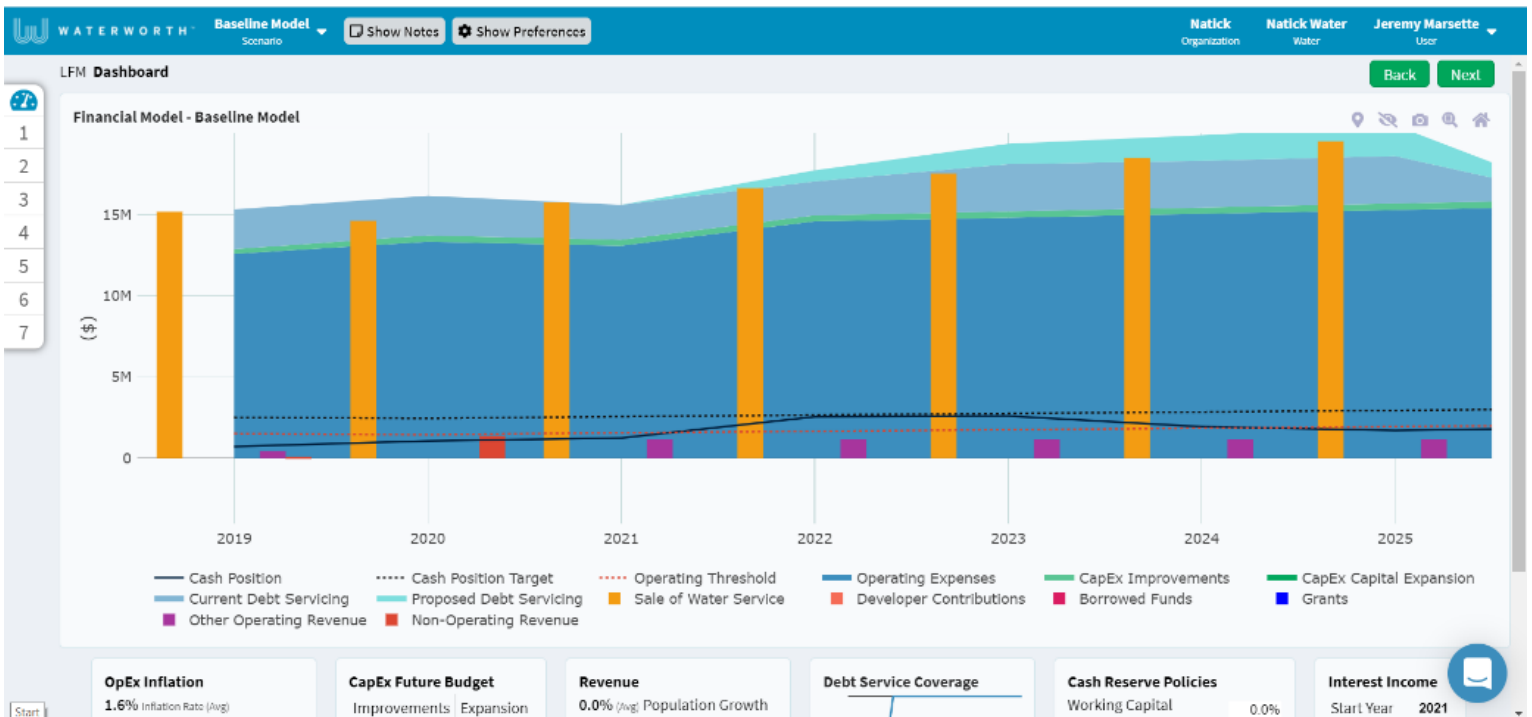 WATERWORTH
Baseline Model
Scenario
Show Notes
Show Preferences
Natick
Organization
Natick Water
Water
Jeremy Marsette
User
LFM Dashboard
Back
Next
1
2
3
4
5
6
7
Financial Model - Baseline Model
15M
10M
5M
0
($)
2019 2020 2021 2022 2023 2024 2025
Cash Position Cash Position Target Operating Threshold Operating Expenses CapEx Improvements CapEx Capital Expansion
Current Debt Servicing Proposed Debt Servicing Sale of Water Service Developer Contributions Borrowed Funds Grants
Other Operating Revenue Non-Operating Revenue
OpEx Inflation
1.6% Inflation Rate (Avg)
CapEx Future Budget
Improvements Expansion
Revenue
0.0% (Avg) Population Growth
Debt Service Coverage
Cash Reserve Policies
Working Capital 0.0%
Interest Income
Start Year 2021
Start